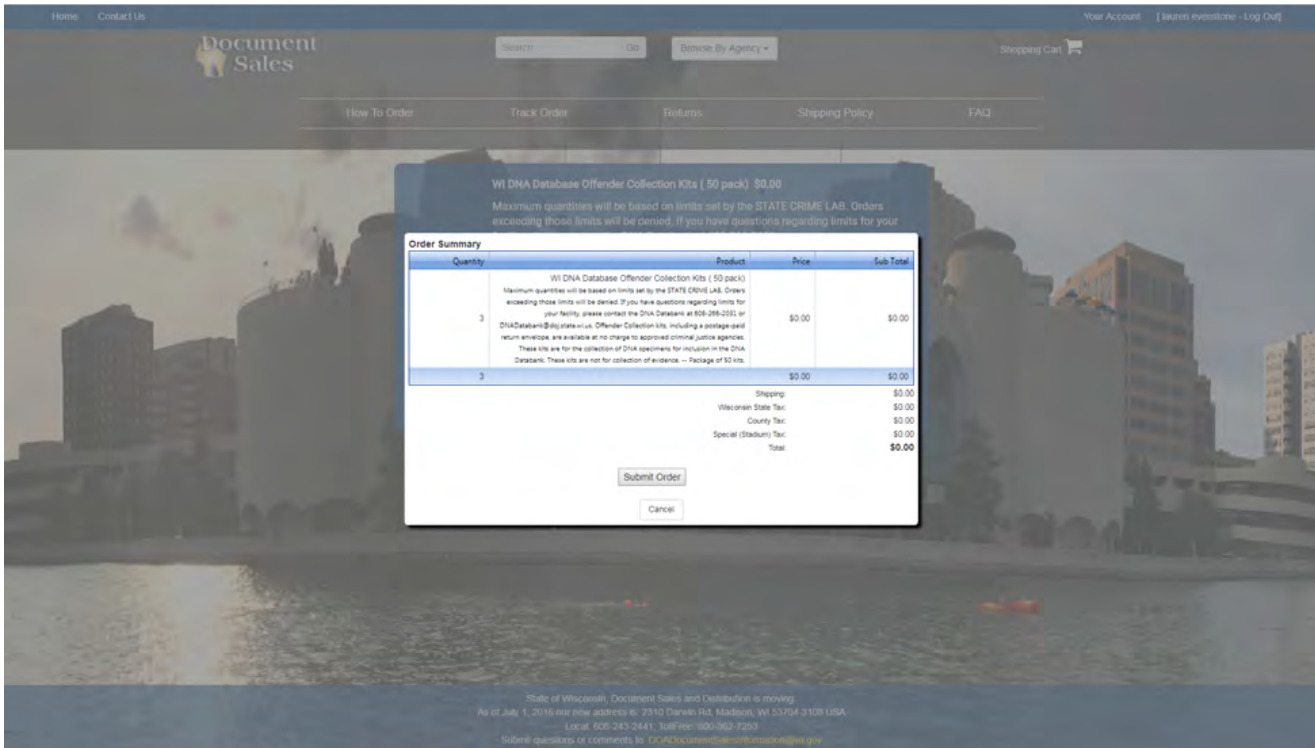 Home Contact Us Your Account [ lauren evenstone - Log Out]
Document
Sales
Search Go Browse By Agency Shopping Cart
How To Order Track Order Returns Shipping Policy FAQ
WI DNA Database Offender Collection Kits ( 50 pack) $0.00
Maximum quantities will be based on limits set by the STATE CRIME LAB. Orders
exceeding those limits will be denied. If you have questions regarding limits for your
Order Summary
Quantity Product Price Sub Total
WI DNA Database Offender Collection Kits ( 50 pack)
Maximum quantities will be based on limits set by the STATE CRIME LAB. Orders
exceeding those limits will be denied. If you have questions regarding limits for
your facility, please contact the DNA Databank at 608-266-2031 or
3 DNADatabank@doj.state.wi.us. Offender Collection kits, including a postage-paid $0.00 $0.00
return envelope, are available at no charge to approved criminal justice agencies.
These kits are for the collection of DNA specimens for inclusion in the DNA
Databank. These kits are not for collection of evidence. -- Package of 50 kits.
3 $0.00 $0.00
Shipping: $0.00
Wisconsin State Tax: $0.00
County Tax: $0.00
Special (Stadium) Tax: $0.00
Total: $0.00
Submit Order
Cancel
State of Wisconsin, Document Sales and Distribution is moving.
As of July 1, 2016 our new address is: 2310 Darwin Rd, Madison, WI 53704-3108 USA
Local: 608-243-2441, TollFree: 800-362-7253
Submit questions or comments to: DOADocumentSalesInformation@wi.gov